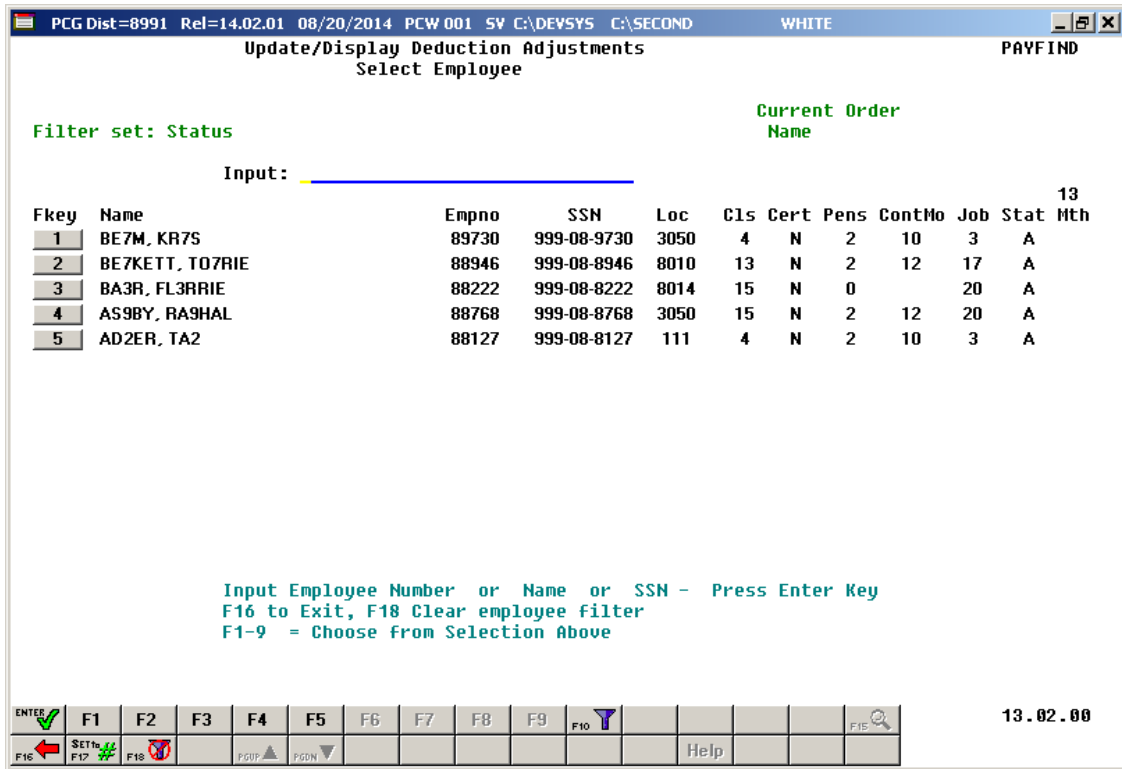 PCG Dist=8991 Rel=14.02.01 08/20/2014 PCW 001 SV C:\DEVSYS C:\SECOND WHITE
Update/Display Deduction Adjustments PAYFIND
Select Employee
Current Order
Filter set: Status Name
Input:
13
Fkey Name Empno SSN Loc Cls Cert Pens ContMo Job Stat Mth
1 BE7M, KR7S 89730 999-08-9730 3050 4 N 2 10 3 A
2 BE7KETT, TO7RIE 88946 999-08-8946 8010 13 N 2 12 17 A
3 BA3R, FL3RRIE 88222 999-08-8222 8014 15 N 0 20 A
4 AS9BY, RA9HAL 88768 999-08-8768 3050 15 N 2 12 20 A
5 AD2ER, TA2 88127 999-08-8127 111 4 N 2 10 3 A
Input Employee Number or Name or SSN - Press Enter Key
F16 to Exit, F18 Clear employee filter
F1-9 = Choose from Selection Above
ENTER F1 F2 F3 F4 F5 F6 F7 F8 F9 F10 F15 13.02.00
F16 SETto # F17 F18 PGUP PGDN Help